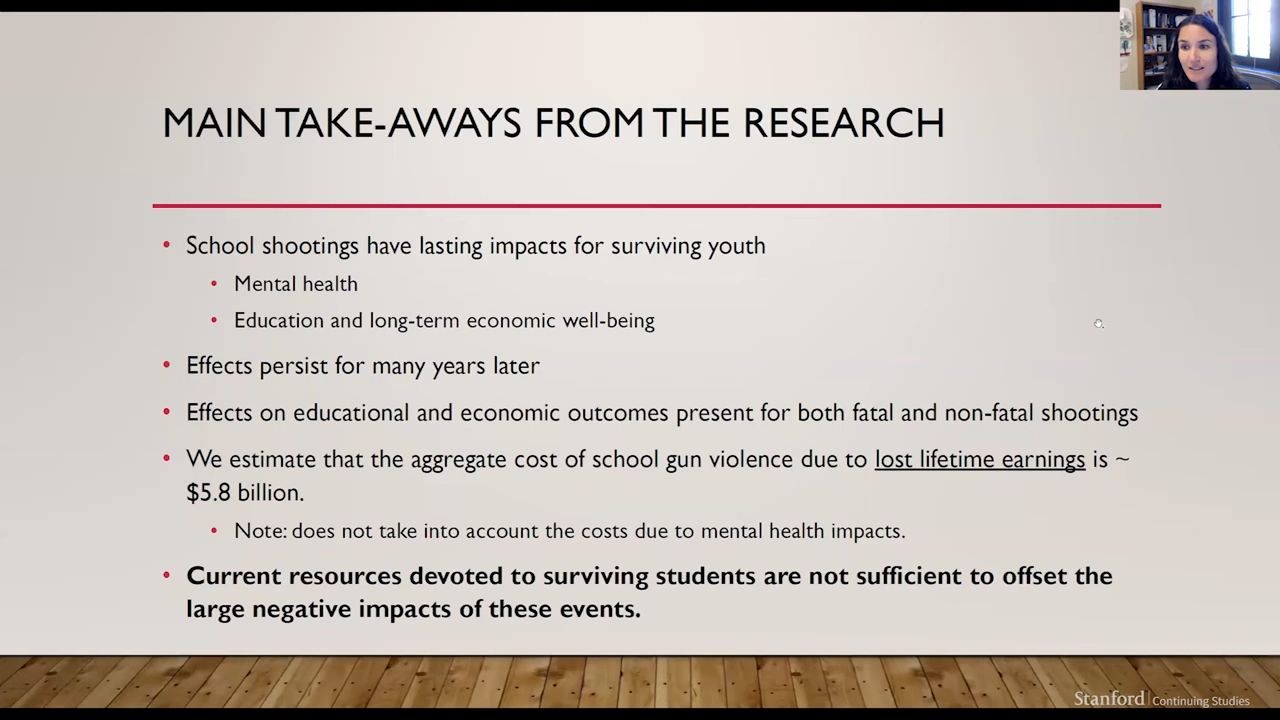 MAIN TAKE-AWAYS FROM THE RESEARCH
• School shootings have lasting impacts for surviving youth
• Mental health
• Education and long-term economic well-being
• Effects persist for many years later
• Effects on educational and economic outcomes present for both fatal and non-fatal shootings
• We estimate that the aggregate cost of school gun violence due to lost lifetime earnings is ~
$5.8 billion.
• Note: does not take into account the costs due to mental health impacts.
• Current resources devoted to surviving students are not sufficient to offset the
large negative impacts of these events.
Stanford | Continuing Studies